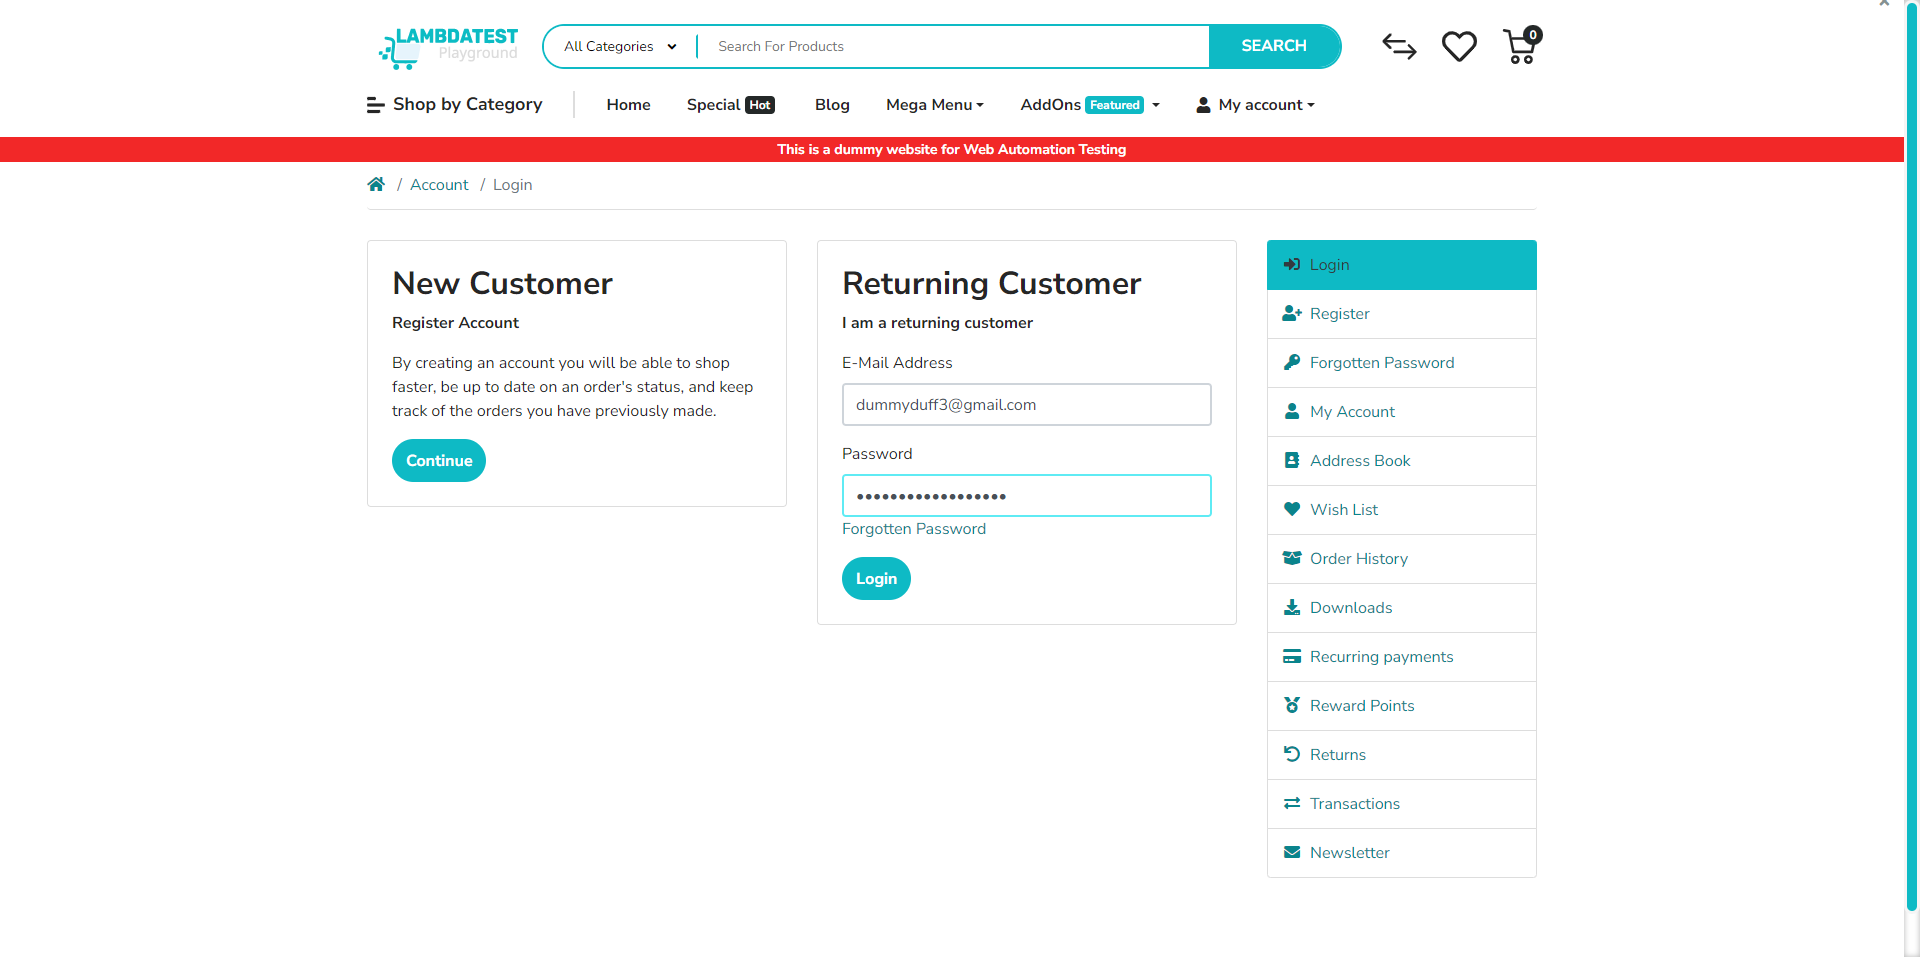 LAMBDATEST
Playground
All Categories
Search For Products
SEARCH
0
Shop by Category
Home
Special Hot
Blog
Mega Menu
AddOns Featured
My account
This is a dummy website for Web Automation Testing
/ Account / Login
New Customer
Register Account
By creating an account you will be able to shop
faster, be up to date on an order's status, and keep
track of the orders you have previously made.
Continue
Returning Customer
I am a returning customer
E-Mail Address
dummyduff3@gmail.com
Password
••••••••••••••••••
Forgotten Password
Login
Login
Register
Forgotten Password
My Account
Address Book
Wish List
Order History
Downloads
Recurring payments
Reward Points
Returns
Transactions
Newsletter